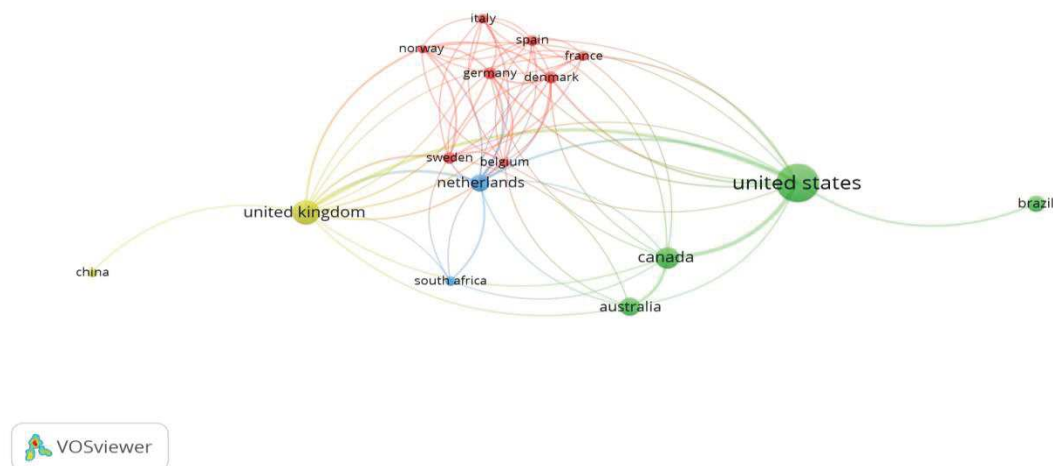 italy
spain
norway
france
germany
denmark
sweden
belgium
netherlands
united states
brazil
united kingdom
canada
china
south africa
australia
VOSviewer